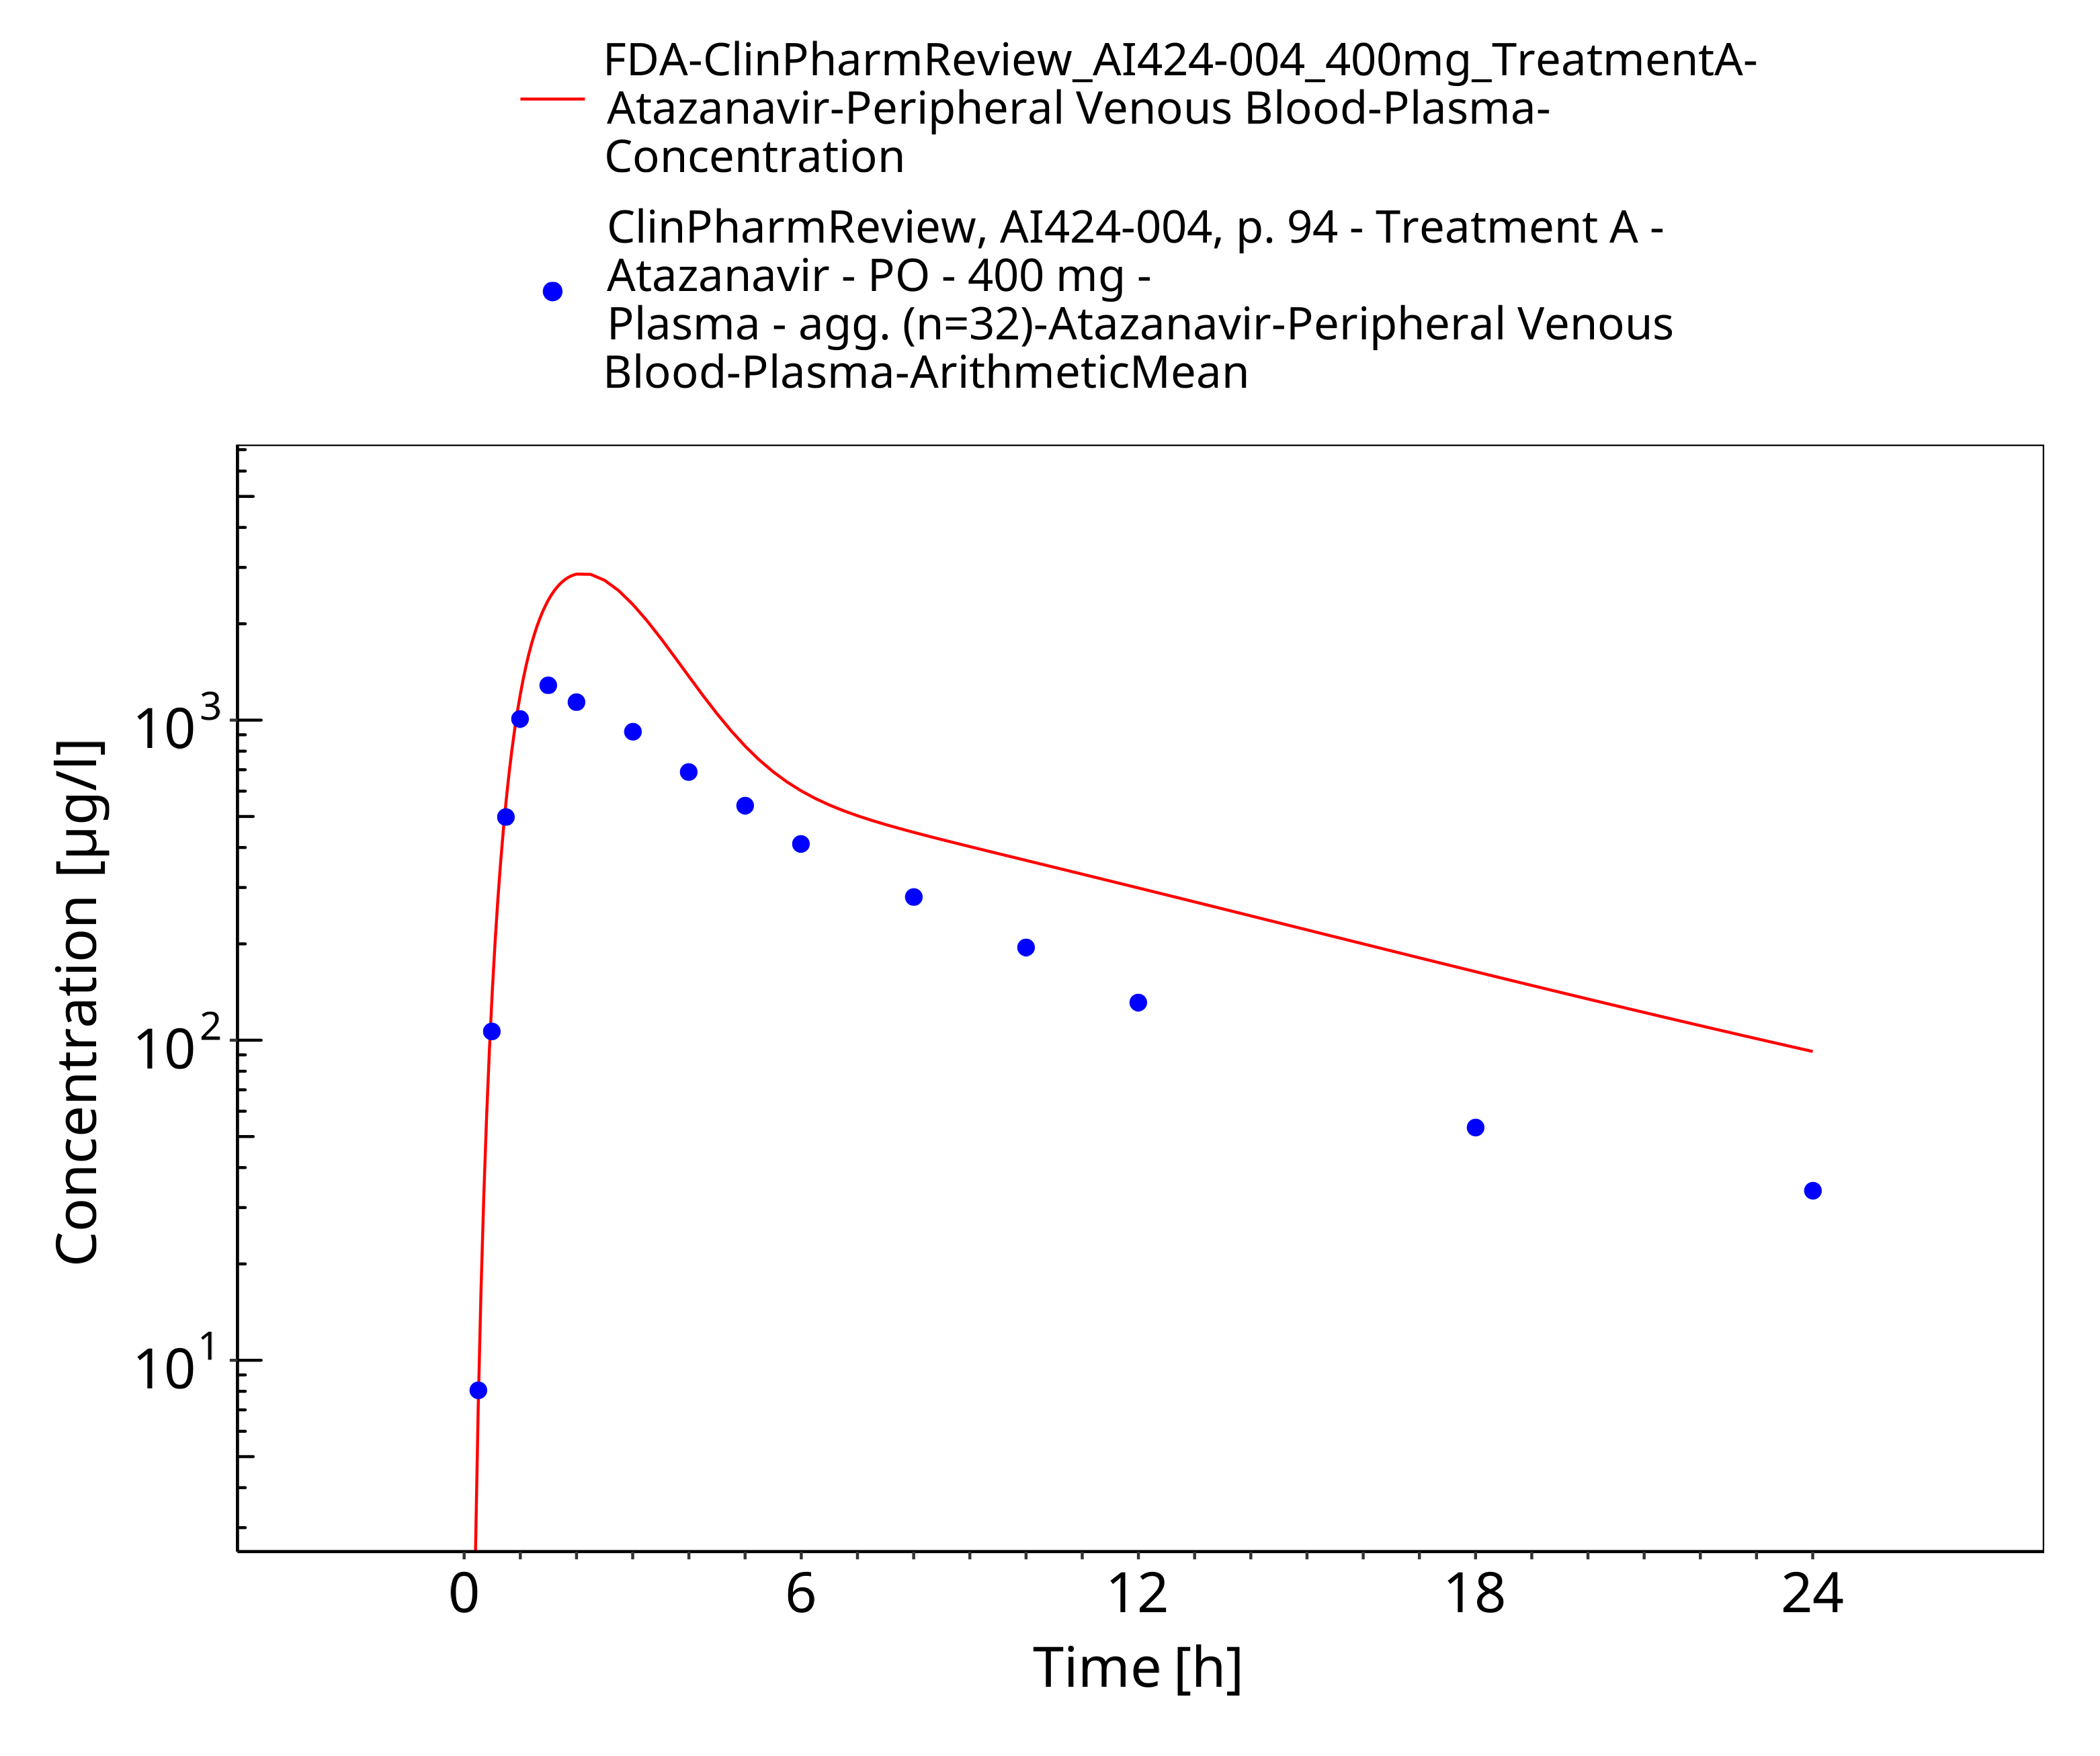 FDA-ClinPharmReview_AI424-004_400mg_TreatmentA-
Atazanavir-Peripheral Venous Blood-Plasma-
Concentration
ClinPharmReview, AI424-004, p. 94 - Treatment A -
Atazanavir - PO - 400 mg -
Plasma - agg. (n=32)-Atazanavir-Peripheral Venous
Blood-Plasma-ArithmeticMean
Concentration [µg/l]
10³
10²
10¹
0 6 12 18 24
Time [h]